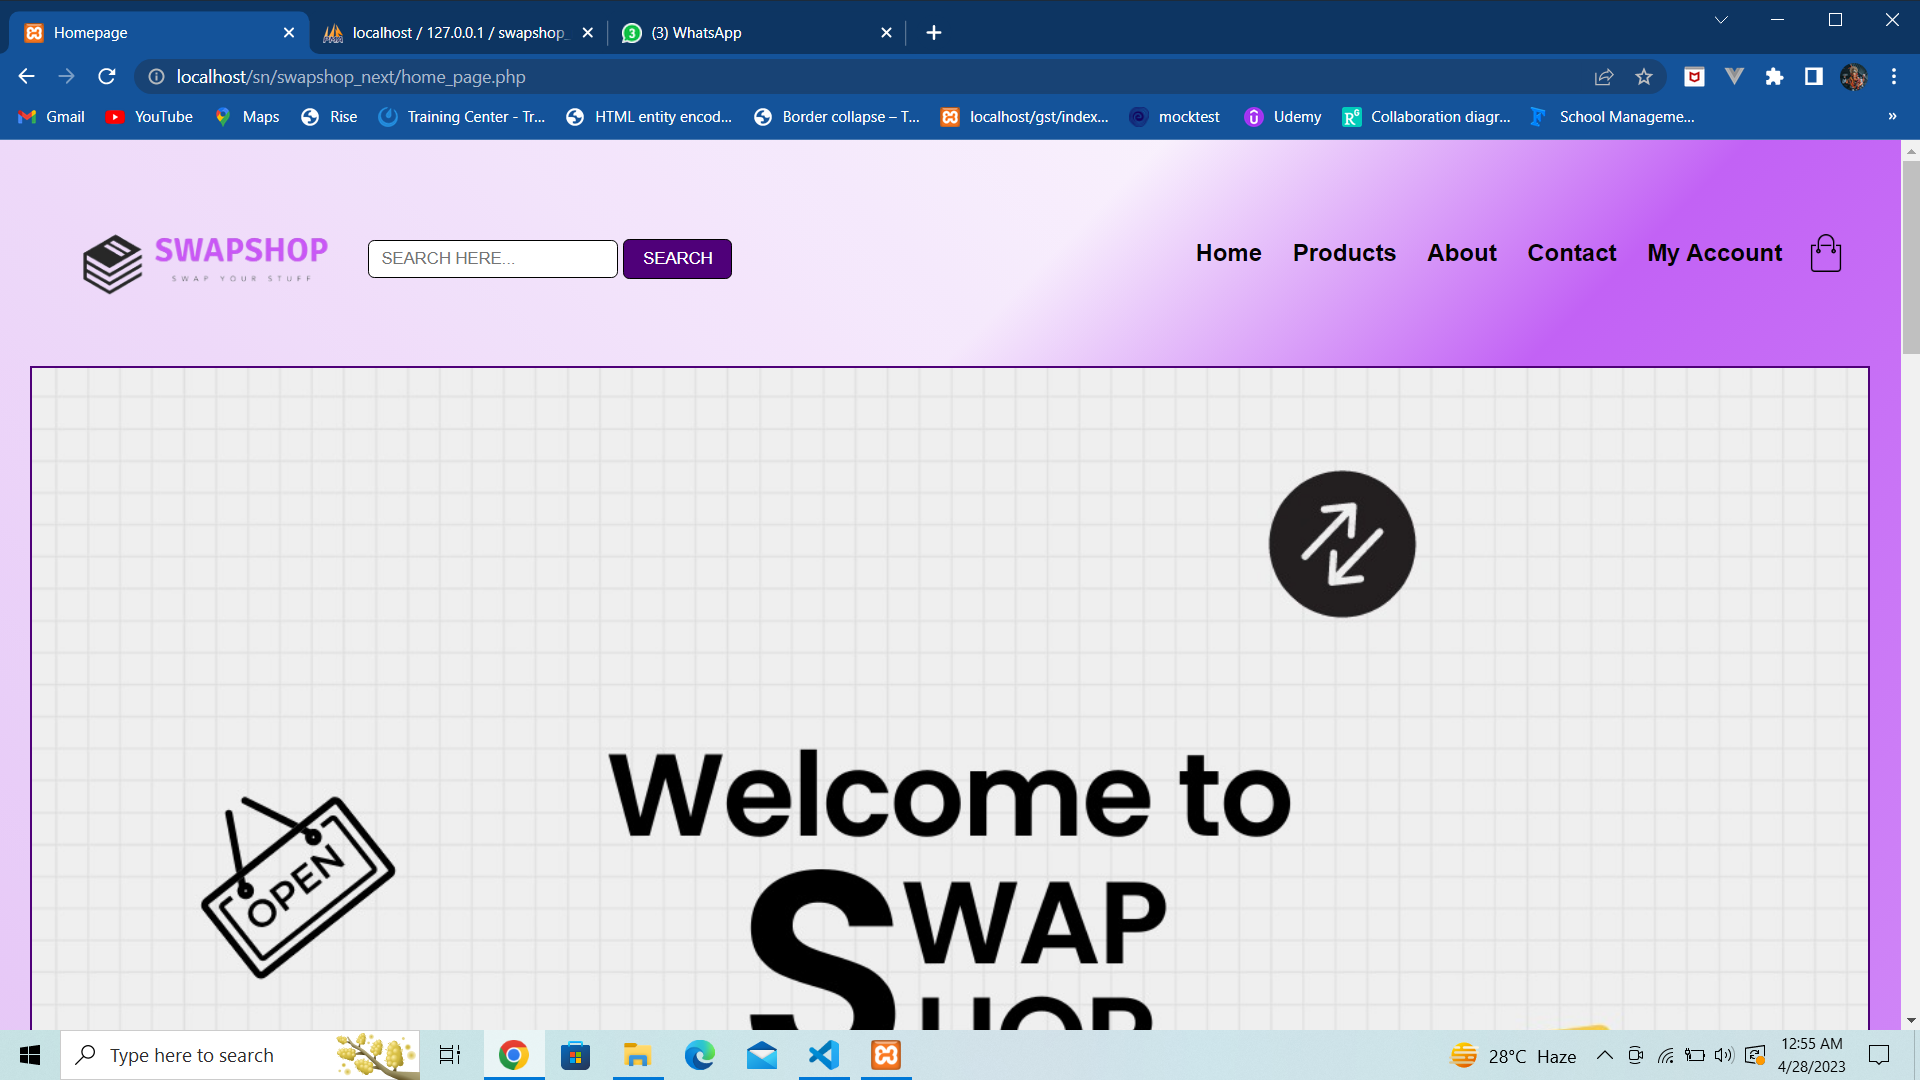 Homepage
localhost / 127.0.0.1 / swapshop_
(3) WhatsApp
localhost/sn/swapshop_next/home_page.php
Gmail
YouTube
Maps
Rise
Training Center - Tr...
HTML entity encod...
Border collapse – T...
localhost/gst/index...
mocktest
Udemy
Collaboration diagr...
School Manageme...
»
SWAPSHOP
SWAP YOUR STUFF
SEARCH HERE...
SEARCH
Home
Products
About
Contact
My Account
OPEN
Welcome to
SWAP
HOP
Type here to search
28°C Haze
12:55 AM
4/28/2023